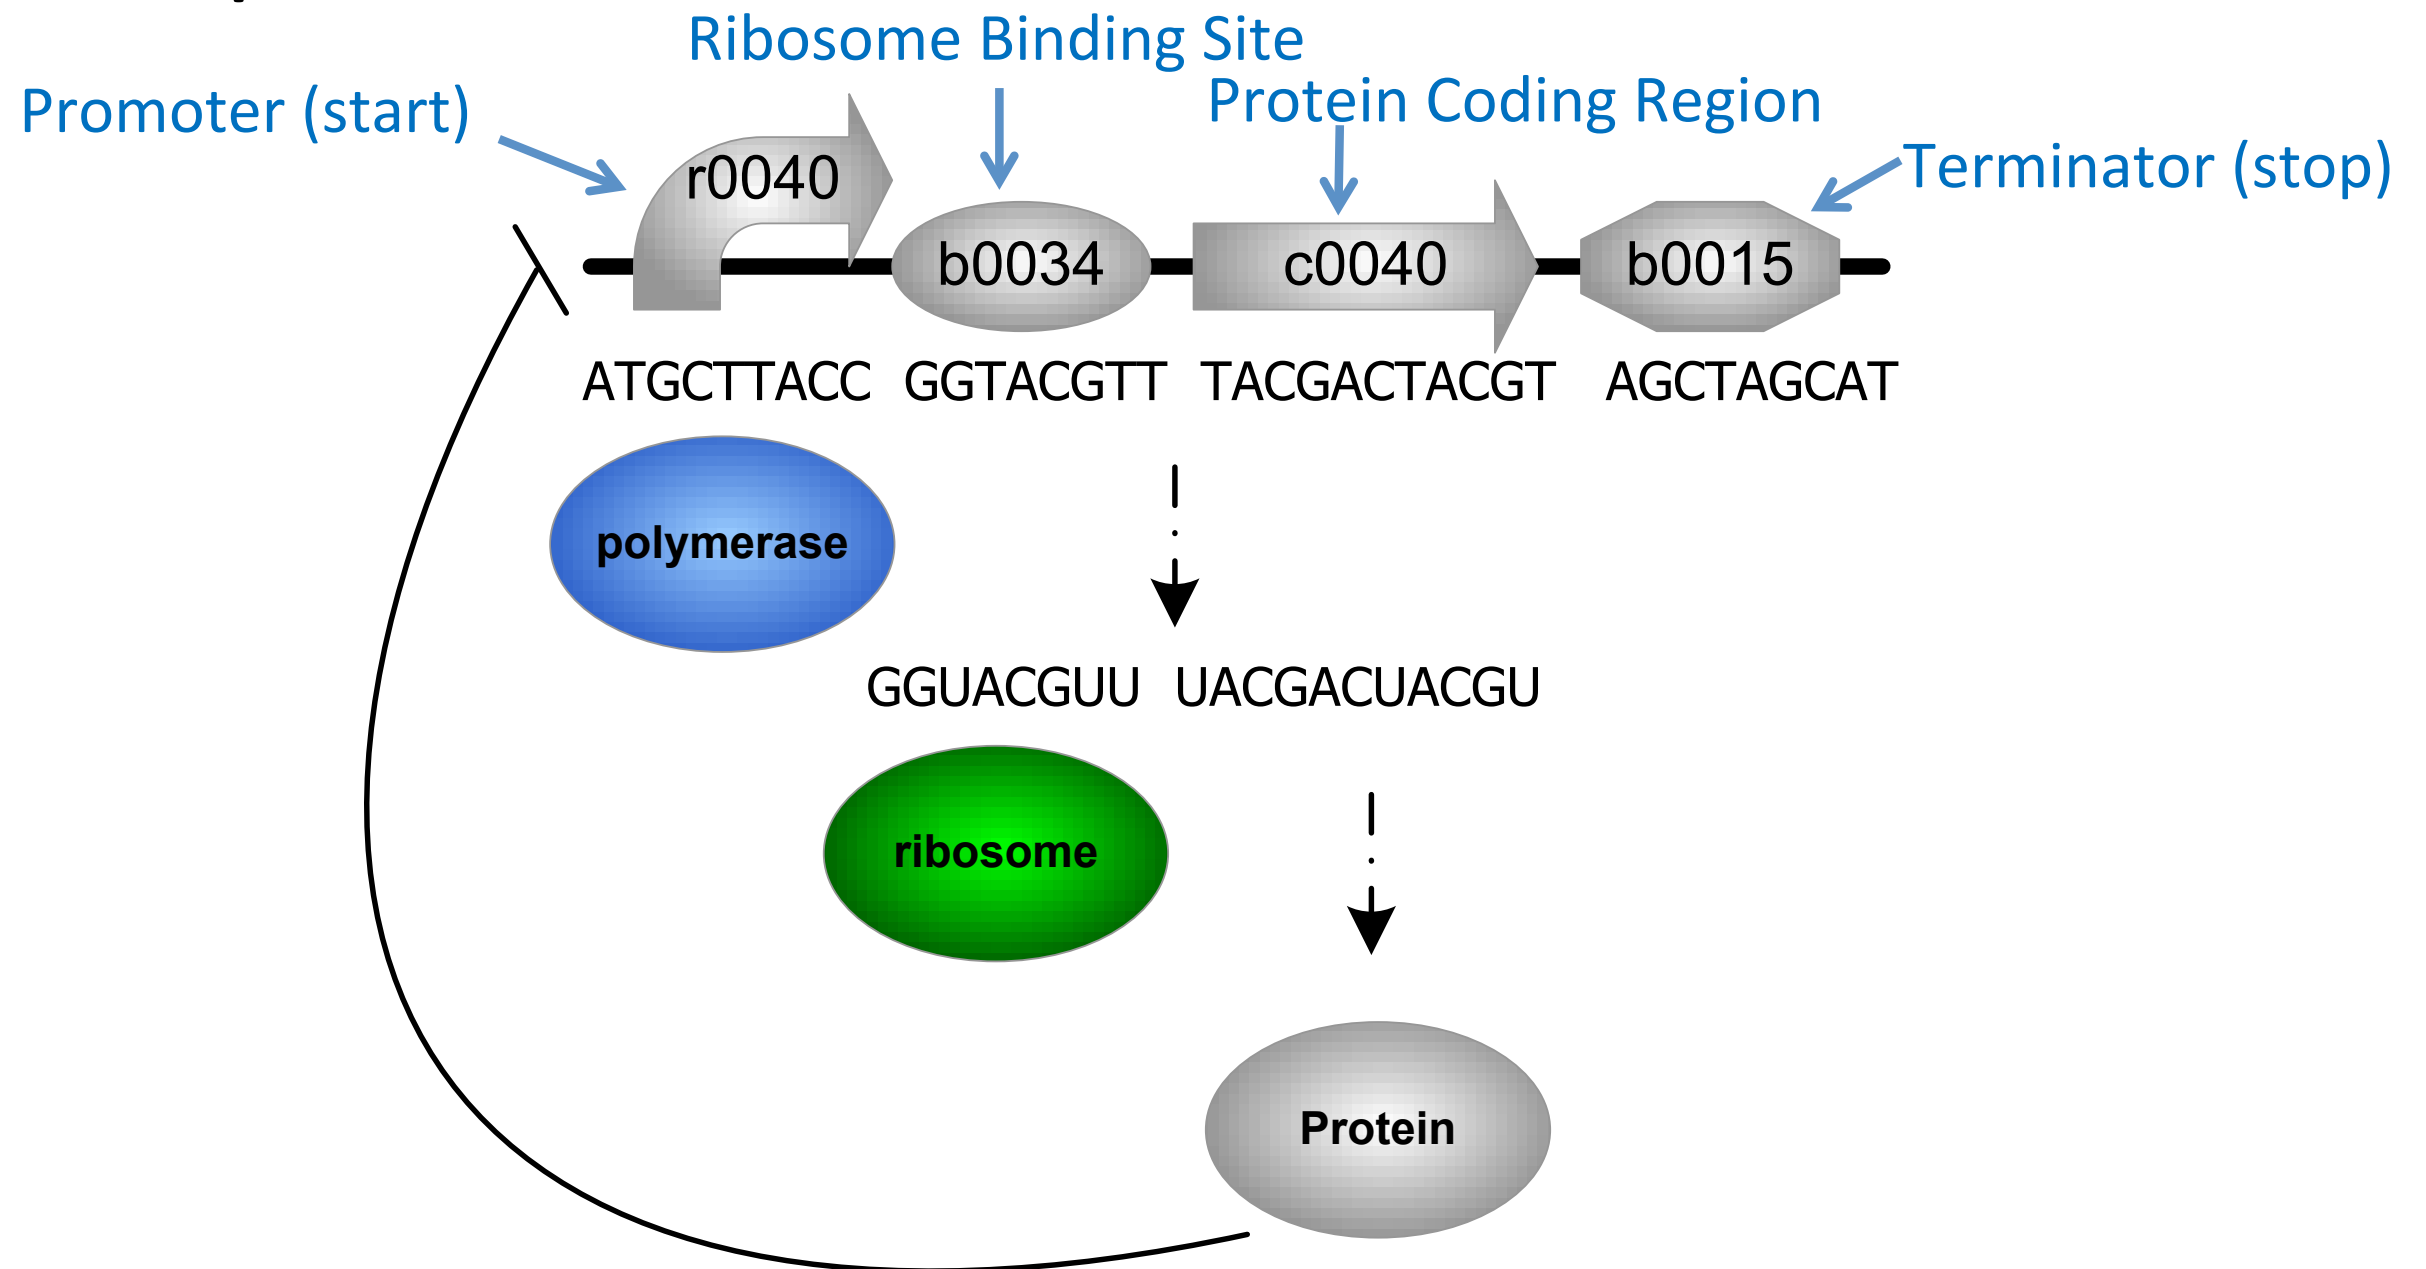 Ribosome Binding Site
Promoter (start)
Protein Coding Region
Terminator (stop)
r0040
b0034
c0040
b0015
ATGCTTACC GGTACGTT TACGACTACGT AGCTAGCAT
polymerase
GGUACGUU UACGACUACGU
ribosome
Protein